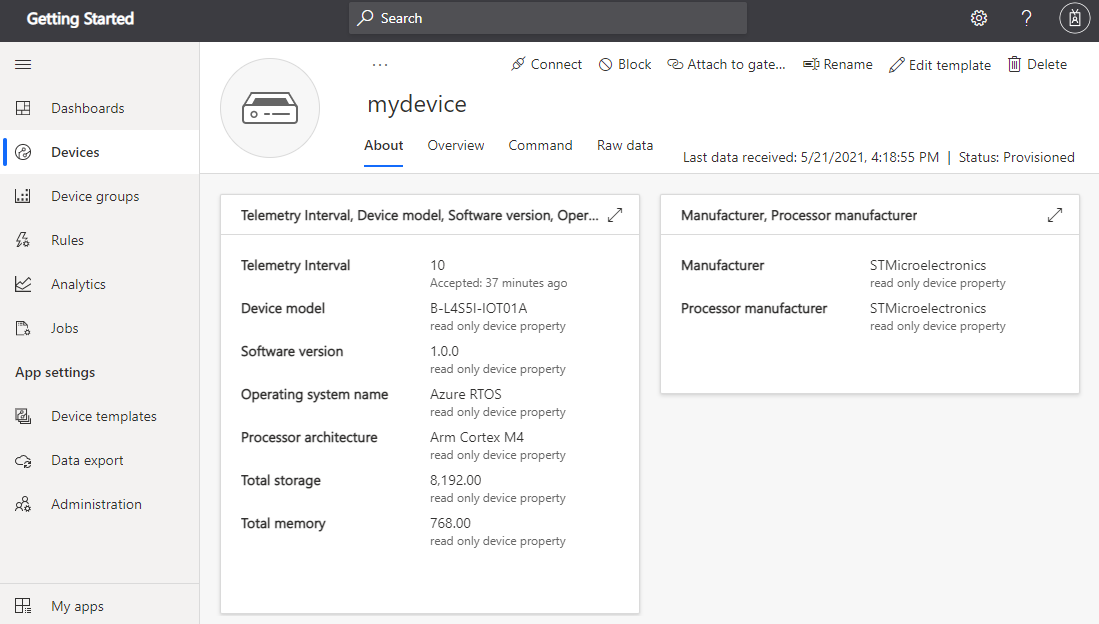 Getting Started
Search
?
Dashboards
Devices
Device groups
Rules
Analytics
Jobs
App settings
Device templates
Data export
Administration
My apps
...
Connect
Block
Attach to gate...
Rename
Edit template
Delete
mydevice
About Overview Command Raw data
Last data received: 5/21/2021, 4:18:55 PM | Status: Provisioned
Telemetry Interval, Device model, Software version, Oper...
Telemetry Interval 10
Accepted: 37 minutes ago
Device model B-L4S5I-IOT01A
read only device property
Software version 1.0.0
read only device property
Operating system name Azure RTOS
read only device property
Processor architecture Arm Cortex M4
read only device property
Total storage 8,192.00
read only device property
Total memory 768.00
read only device property
Manufacturer, Processor manufacturer
Manufacturer STMicroelectronics
read only device property
Processor manufacturer STMicroelectronics
read only device property